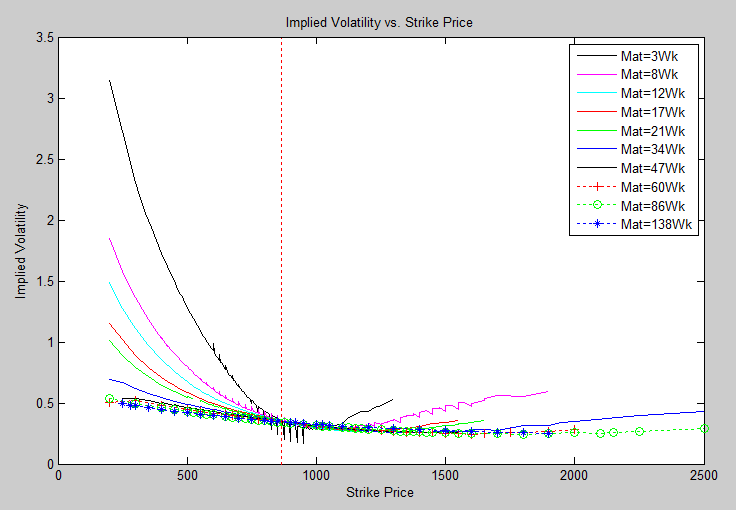 Implied Volatility vs. Strike Price
3.5
3
2.5
2
1.5
1
0.5
0
Implied Volatility
0
500
1000
1500
2000
2500
Strike Price
Mat=3Wk
Mat=8Wk
Mat=12Wk
Mat=17Wk
Mat=21Wk
Mat=34Wk
Mat=47Wk
Mat=60Wk
Mat=86Wk
Mat=138Wk